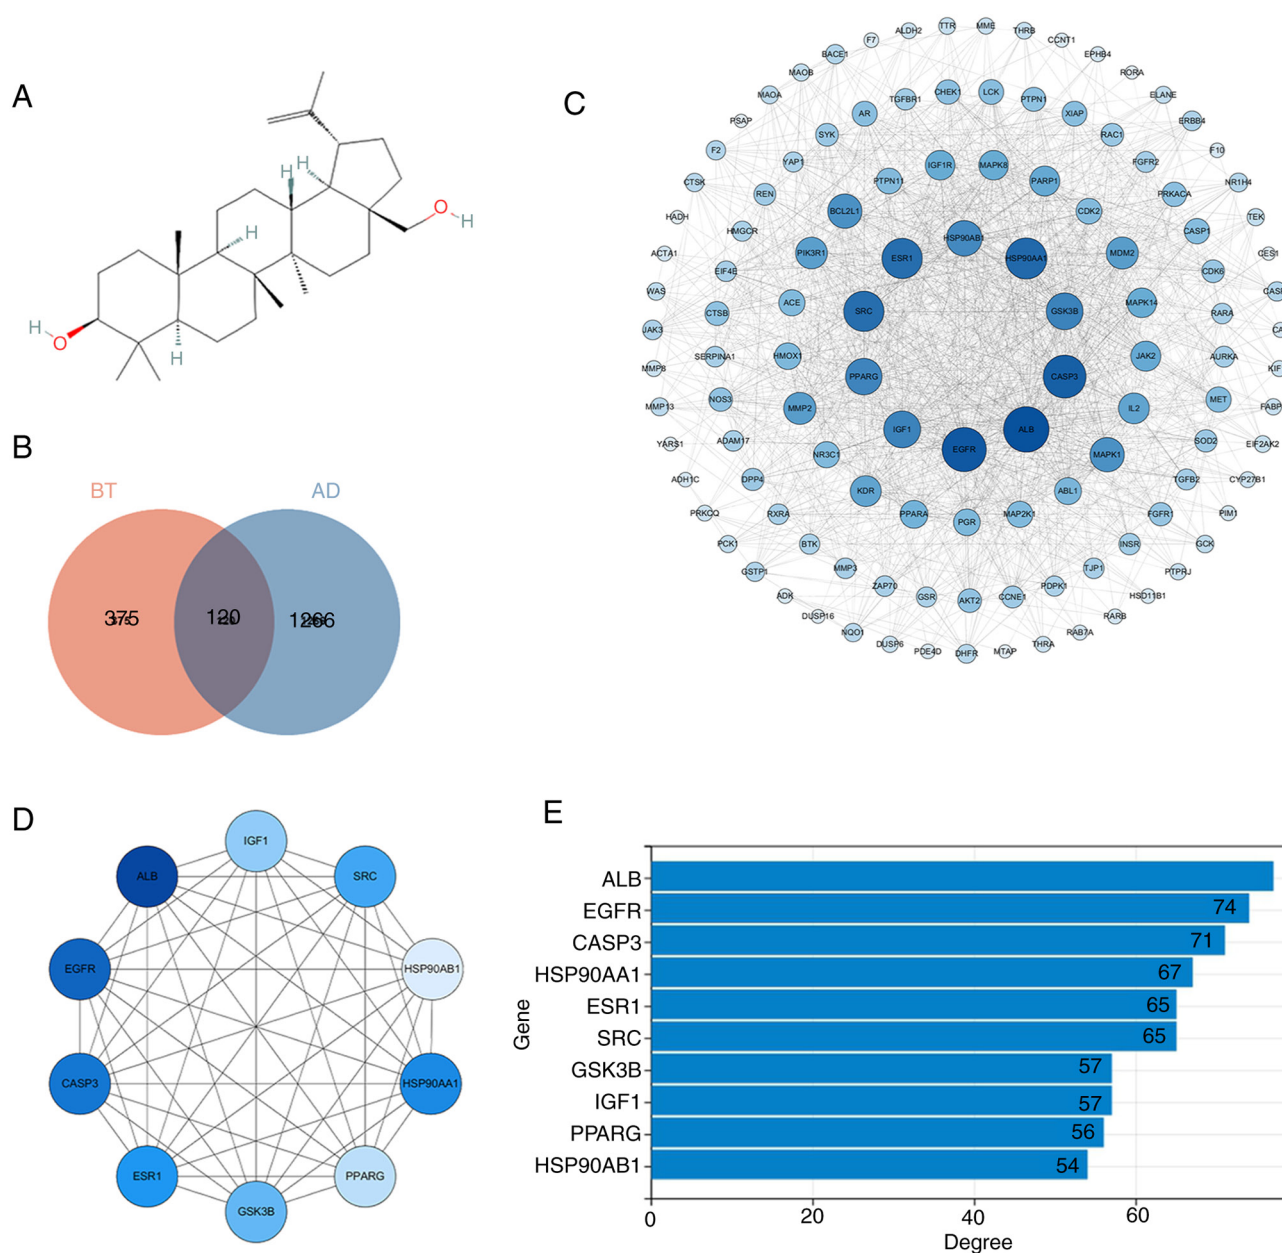 A
H
H
H
O
H
H
O
H
B
BT
AD
375
120
1266
C
TTR
MME
ALDH2
THRB
F7
CCNT1
BACE1
EPHB4
MAOB
RORA
MAOA
CHEK1
LCK
ELANE
TGFBR1
PTPN1
AR
XIAP
PSAP
ERBB4
SYK
RAC1
F2
YAP1
IGF1R
MAPK8
FGFR2
F10
CTSK
PTPN11
PARP1
NR1H4
REN
PRKACA
HADH
BCL2L1
CDK2
TEK
HMGCR
HSP90AB1
CASP1
ACTA1
PIK3R1
ESR1
HSP90AA1
MDM2
CES1
EIF4E
CDK6
WAS
ACE
MAPK14
CTSB
SRC
GSK3B
RARA
JAK3
SERPINA1
HMOX1
JAK2
AURKA
MMP8
PPARG
CASP3
NOS3
MET
MMP13
MMP2
IL2
YARS1
ADAM17
IGF1
ALB
SOD2
EIF2AK2
EGFR
NR3C1
MAPK1
ADH1C
DPP4
KDR
ABL1
TGFB2
CYP27B1
PRKCQ
RXRA
PPARA
PGR
MAP2K1
FGFR1
PIM1
PCK1
BTK
INSR
GCK
GSTP1
MMP3
TJP1
PTPRJ
ZAP70
PDPK1
ADK
GSR
AKT2
CCNE1
HSD11B1
DUSP16
RARB
NQO1
RAB7A
DUSP6
PDE4D
DHFR
MTAP
THRA
D
IGF1
ALB
SRC
EGFR
HSP90AB1
CASP3
HSP90AA1
ESR1
PPARG
GSK3B
E
Gene
ALB
EGFR 74
CASP3 71
HSP90AA1 67
ESR1 65
SRC 65
GSK3B 57
IGF1 57
PPARG 56
HSP90AB1 54
0 20 40 60
Degree